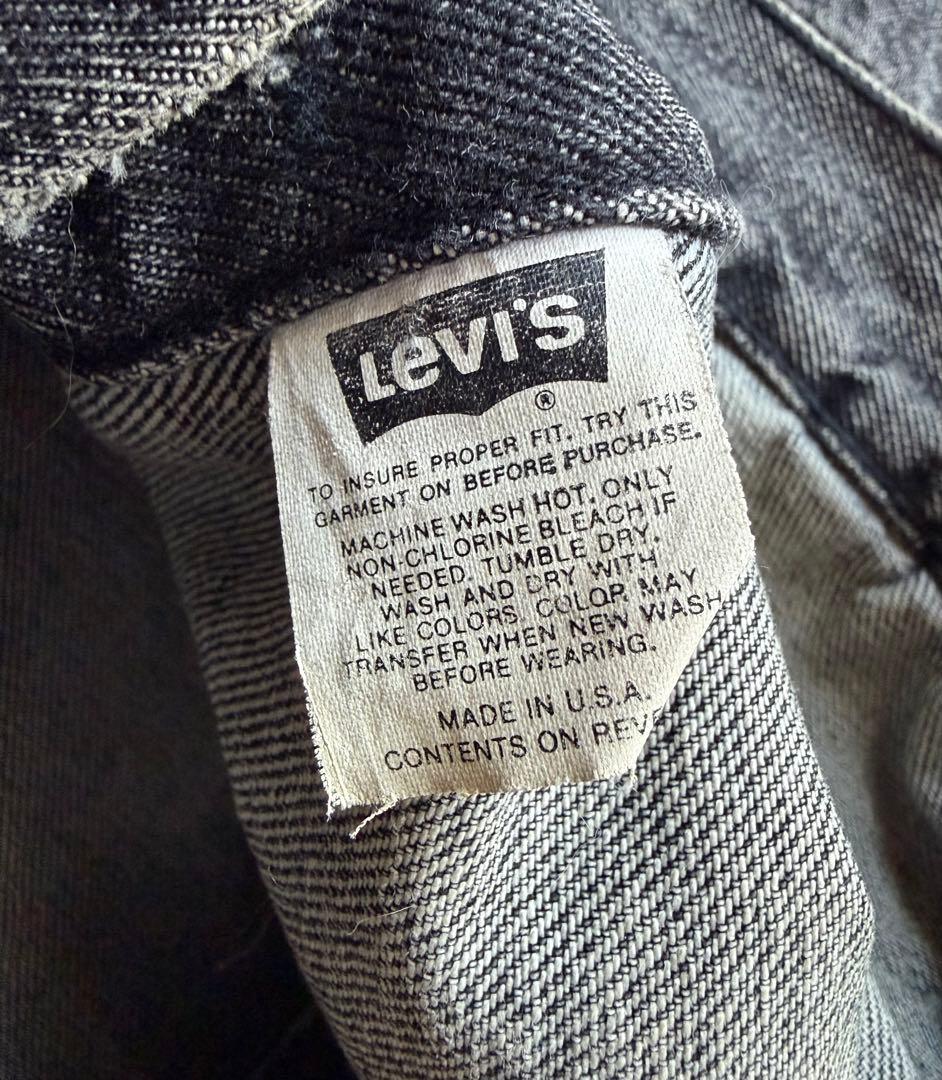 Levi's
®
TO INSURE PROPER FIT, TRY THIS
GARMENT ON BEFORE PURCHASE.
MACHINE WASH HOT. ONLY
NON-CHLORINE BLEACH IF
NEEDED. TUMBLE DRY.
WASH AND DRY WITH
LIKE COLORS. COLOR MAY
TRANSFER WHEN NEW WASH
BEFORE WEARING.
MADE IN U.S.A.
CONTENTS ON REV